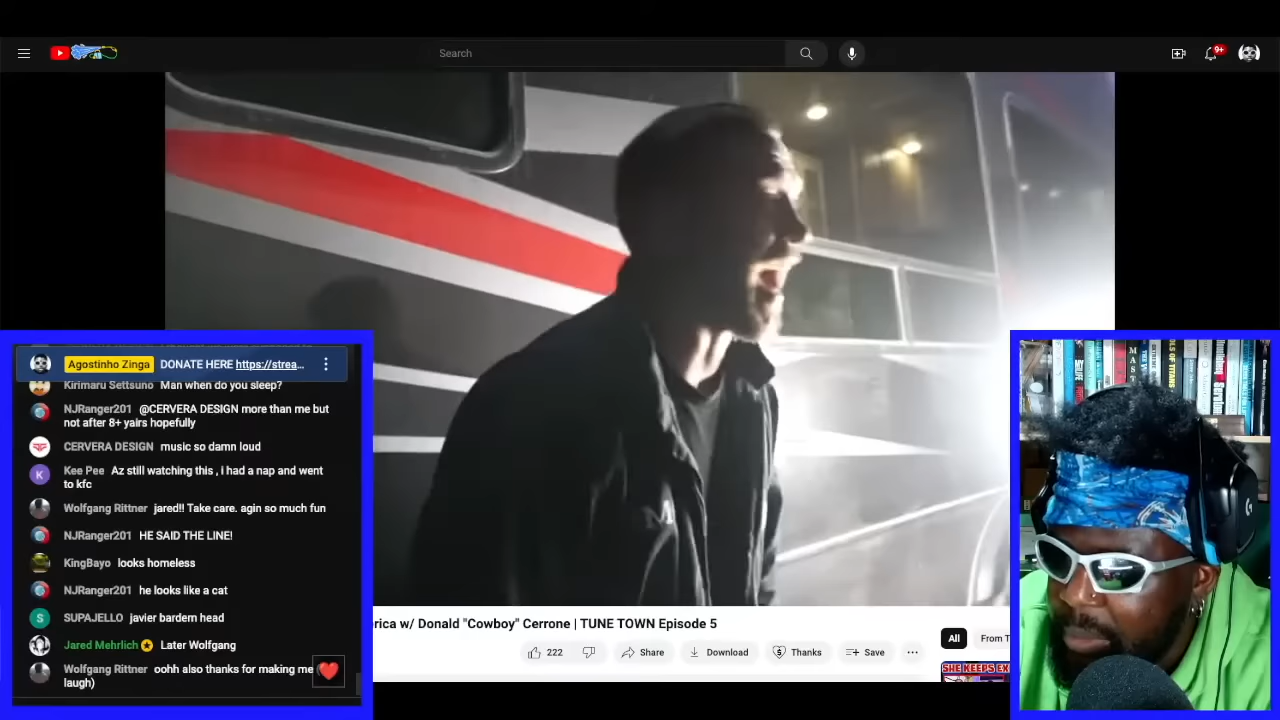 Search
9+
Agostinho Zinga DONATE HERE https://strea...
Kirimaru Settsuno Man when do you sleep?
NJRanger201 @CERVERA DESIGN more than me but
not after 8+ yairs hopefully
CERVERA DESIGN music so damn loud
K
Kee Pee Az still watching this , i had a nap and went
to kfc
Wolfgang Rittner jared!! Take care. agin so much fun
NJRanger201 HE SAID THE LINE!
KingBayo looks homeless
NJRanger201 he looks like a cat
S
SUPAJELLO javier bardem head
Jared Mehrlich Later Wolfgang
Wolfgang Rittner oohh also thanks for making me
laugh)
M
rica w/ Donald "Cowboy" Cerrone | TUNE TOWN Episode 5
222
Share
Download
Thanks
Save
All
From T
SHE KEEPS EX
G